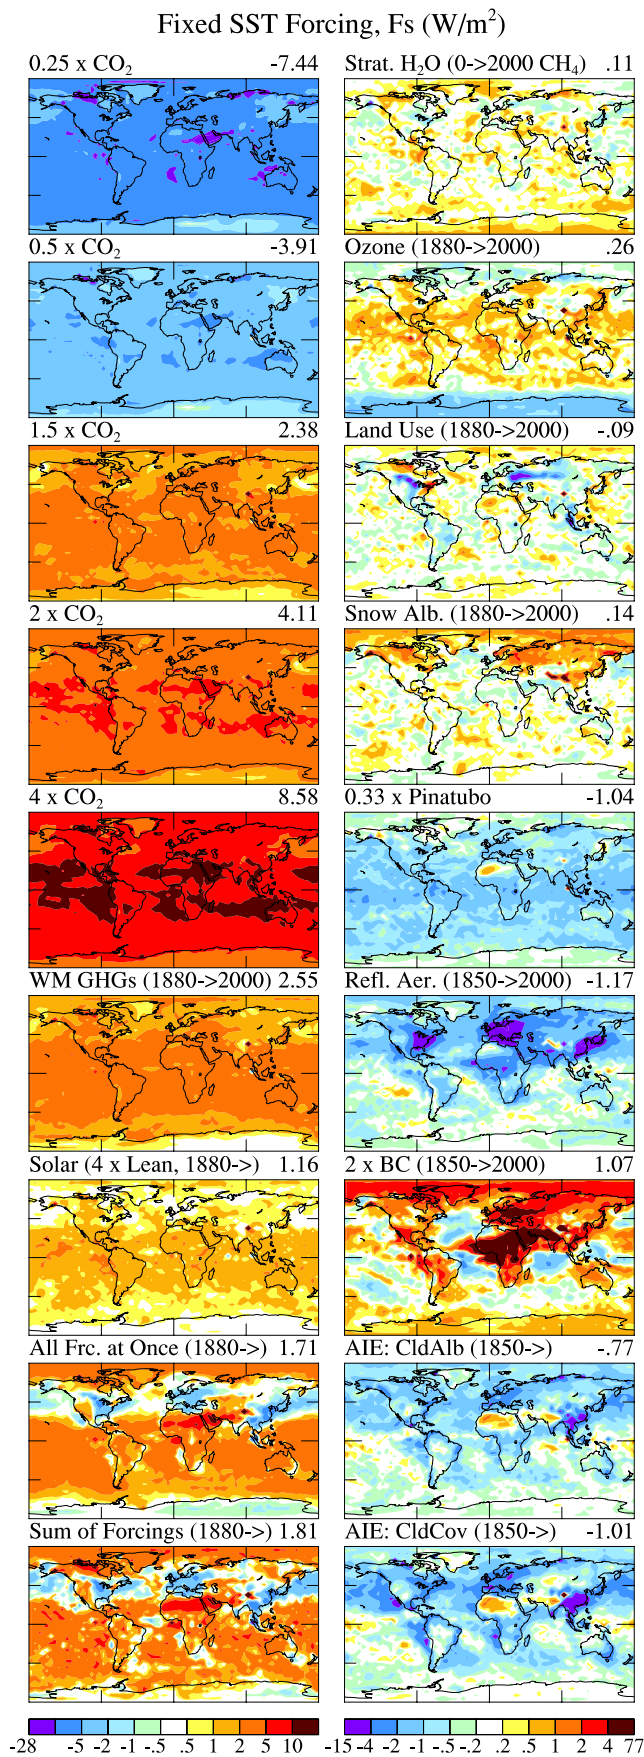 Fixed SST Forcing, Fs (W/m²)
0.25 x CO₂ -7.44
Strat. H₂O (0->2000 CH₄) .11
0.5 x CO₂ -3.91
Ozone (1880->2000) .26
1.5 x CO₂ 2.38
Land Use (1880->2000) -.09
2 x CO₂ 4.11
Snow Alb. (1880->2000) .14
4 x CO₂ 8.58
0.33 x Pinatubo -1.04
WM GHGs (1880->2000) 2.55
Refl. Aer. (1850->2000) -1.17
Solar (4 x Lean, 1880->) 1.16
2 x BC (1850->2000) 1.07
All Frc. at Once (1880->) 1.71
AIE: CldAlb (1850->) -.77
Sum of Forcings (1880->) 1.81
AIE: CldCov (1850->) -1.01
-28 -5 -2 -1 -.5 .5 1 2 5 10
-15 -4 -2 -1 -.5 -.2 .2 .5 1 2 4 77